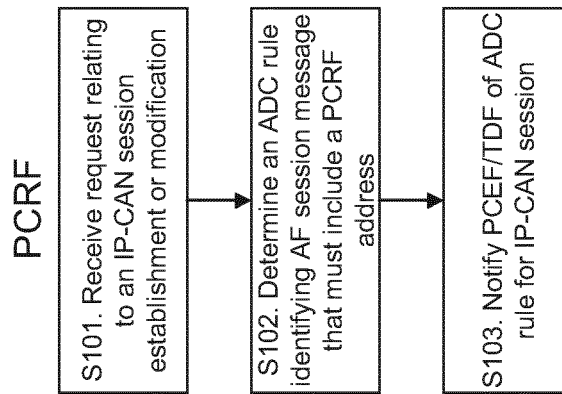 PCRF
S101. Receive request relating
to an IP-CAN session
establishment or modification
S102. Determine an ADC rule
identifying AF session message
that must include a PCRF
address
S103. Notify PCEF/TDF of ADC
rule for IP-CAN session